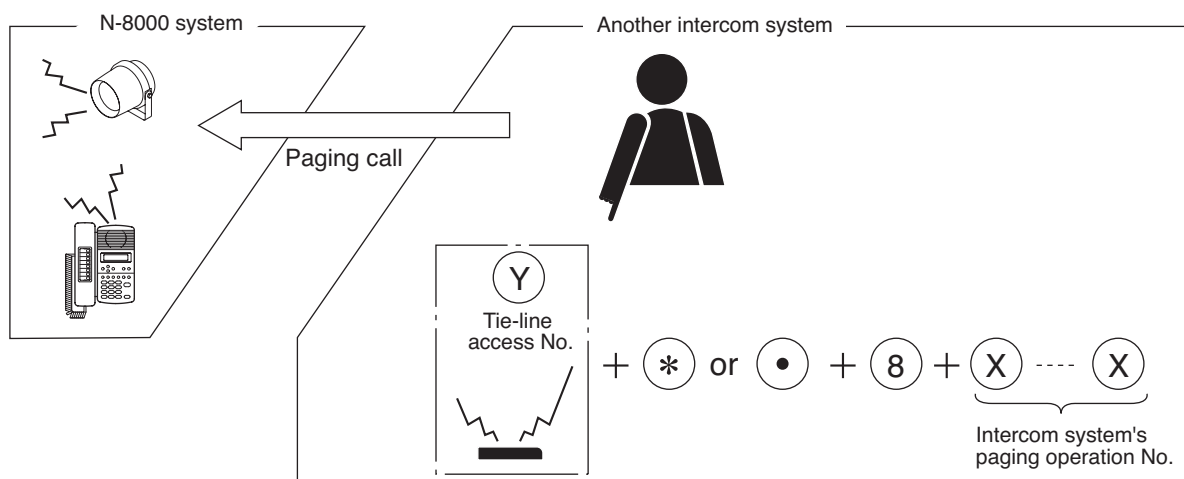 N-8000 system
Another intercom system
Paging call
Y
Tie-line
access No.
+ * or • + 8 + X ---- X
Intercom system's
paging operation No.